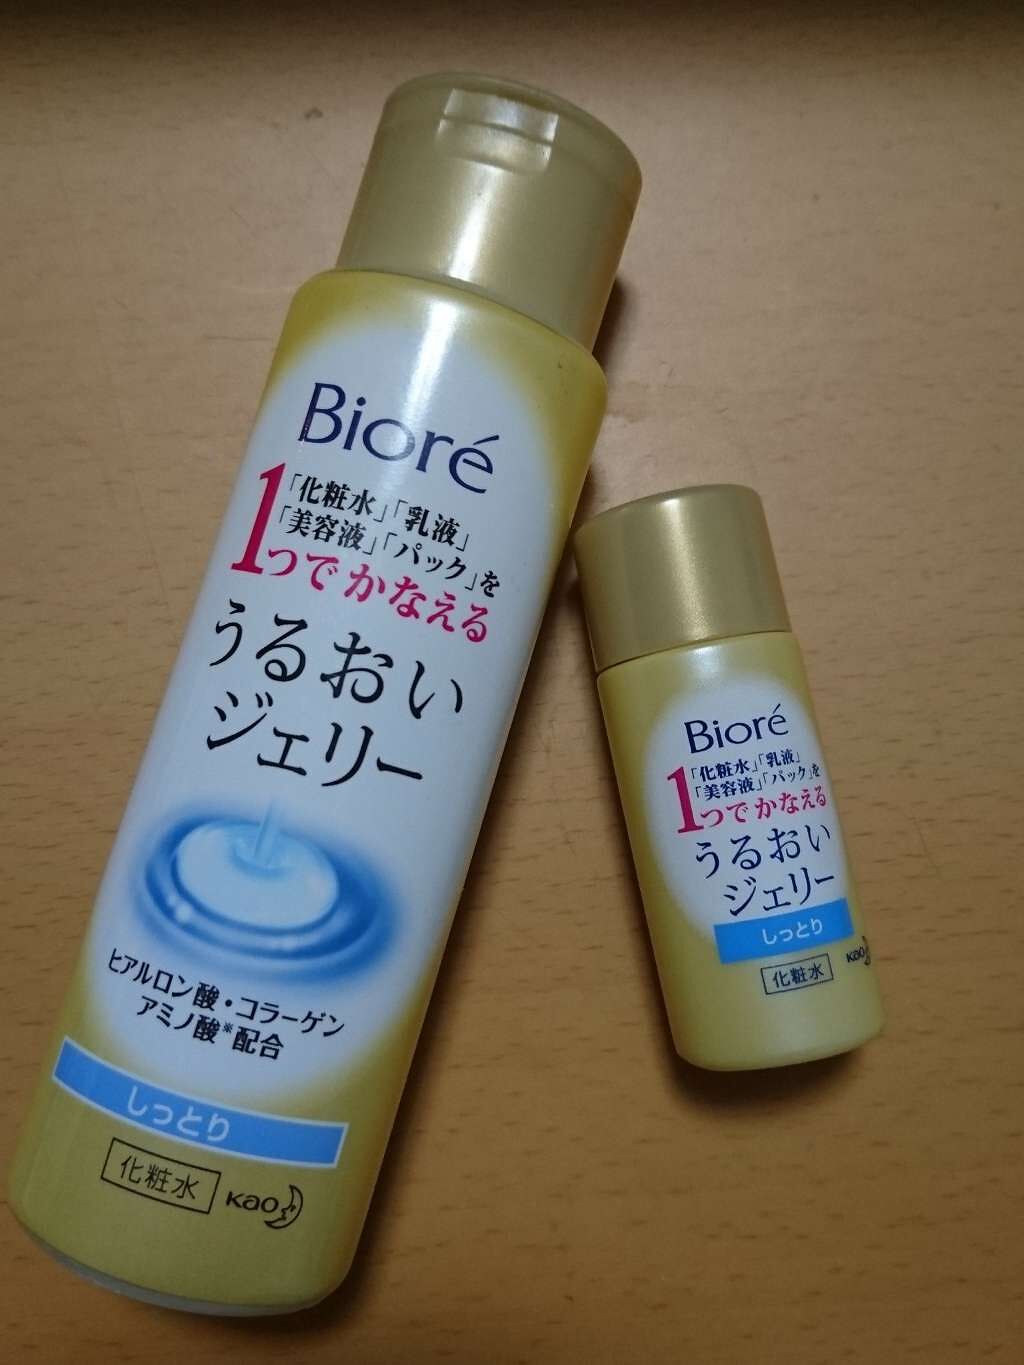 Bioré
「化粧水」「乳液」
「美容液」「パック」を
1つでかなえる
うるおい
ジェリー
ヒアルロン酸・コラーゲン
アミノ酸※配合
しっとり
化粧水
Kao
Bioré
「化粧水」「乳液」
「美容液」「パック」を
1つでかなえる
うるおい
ジェリー
しっとり
化粧水
Kao